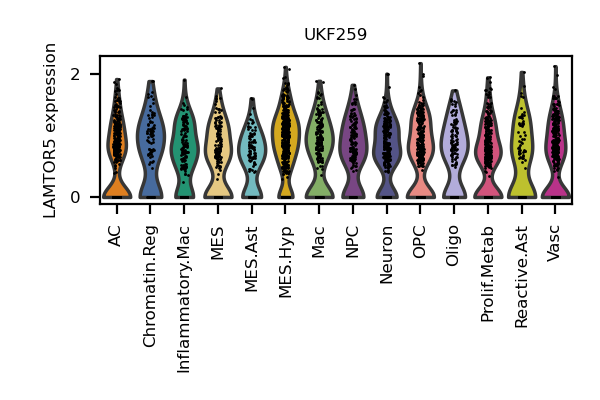 UKF259
LAMTOR5 expression
2
0
AC
Chromatin.Reg
Inflammatory.Mac
MES
MES.Ast
MES.Hyp
Mac
NPC
Neuron
OPC
Oligo
Prolif.Metab
Reactive.Ast
Vasc